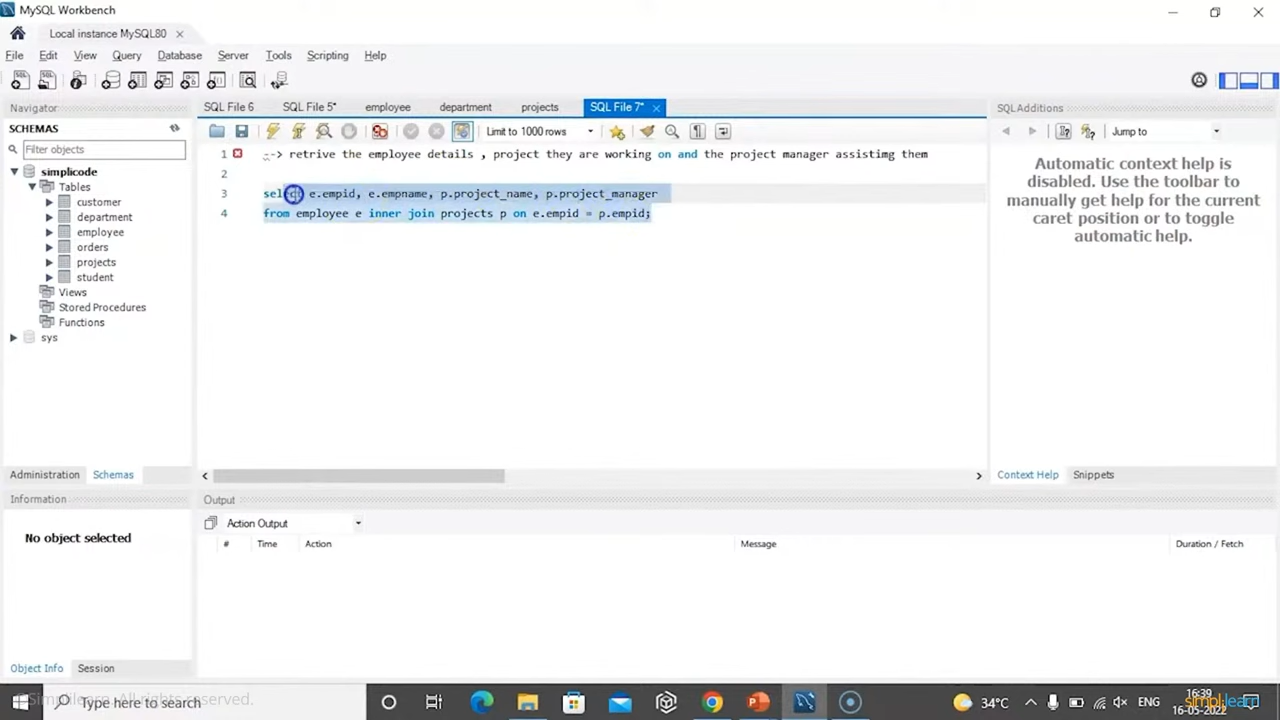 MySQL Workbench
Local instance MySQL80
File Edit View Query Database Server Tools Scripting Help
Navigator
SCHEMAS
Filter objects
simplicode
Tables
customer
department
employee
orders
projects
student
Views
Stored Procedures
Functions
sys
Administration Schemas
Information
No object selected
Object Info Session
SQL File 6 SQL File 5* employee department projects SQL File 7*
Limit to 1000 rows
1 --> retrive the employee details , project they are working on and the project manager assistimg them
2
3 select e.empid, e.empname, p.project_name, p.project_manager
4 from employee e inner join projects p on e.empid = p.empid;
Output
Action Output
# Time Action Message Duration / Fetch
SQLAdditions
Jump to
Automatic context help is
disabled. Use the toolbar to
manually get help for the
current caret position or to
toggle automatic help.
Context Help Snippets
Simplilearn. All rights reserved.
Type here to search
34°C
ENG
16:39
16-05-2022
simplilearn